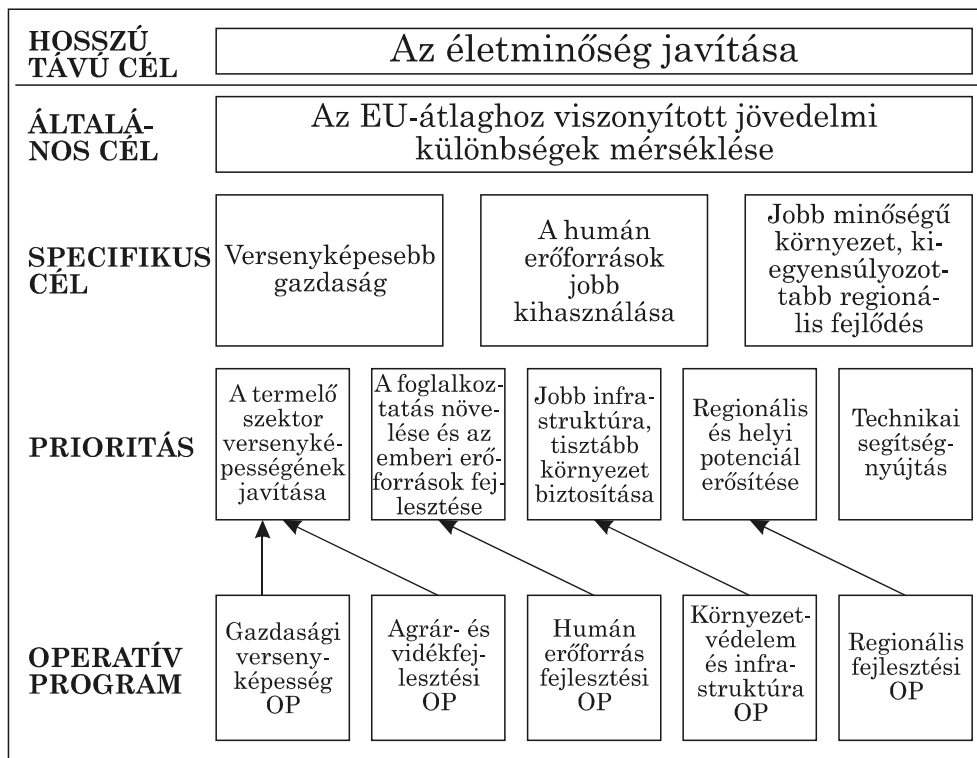 HOSSZÚ
TÁVÚ CÉL
Az életminőség javítása
ÁLTALÁ-
NOS CÉL
Az EU-átlaghoz viszonyított jövedelmi
különbségek mérséklése
SPECIFIKUS
CÉL
Versenyképesebb
gazdaság
A humán
erőforrások
jobb
kihasználása
Jobb minőségű
környezet, ki-
egyensúlyozot-
tabb regioná-
lis fejlődés
PRIORITÁS
A termelő
szektor
versenyké-
pességének
javítása
A foglalkoz-
tatás növe-
lése és az
emberi erő-
források fej-
lesztése
Jobb infra-
struktúra,
tisztább
környezet
biztosítása
Regionális
és helyi
potenciál
erősítése
Technikai
segítség-
nyújtás
OPERATÍV
PROGRAM
Gazdasági
verseny-
képesség
OP
Agrár- és
vidékfej-
lesztési
OP
Humán
erőforrás
fejlesztési
OP
Környezet-
védelem
és infra-
struktúra
OP
Regionális
fejlesztési
OP